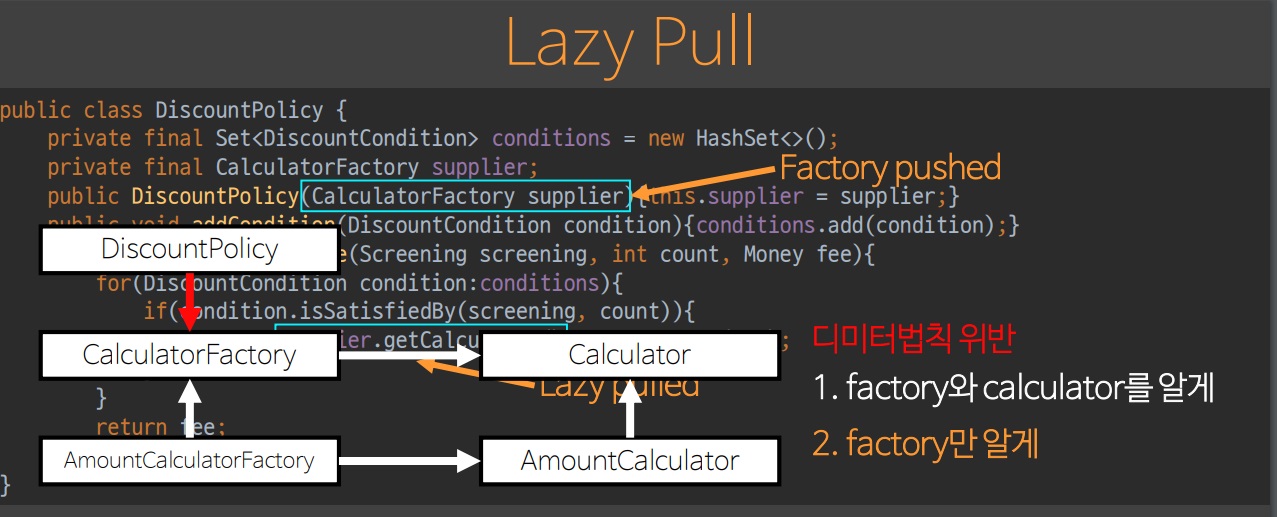 Lazy Pull
public class DiscountPolicy {
private final Set<DiscountCondition> conditions = new HashSet<>();
private final CalculatorFactory supplier;
Factory pushed
public DiscountPolicy(CalculatorFactory supplier){this.supplier = supplier;}
public void addCondition(DiscountCondition condition){conditions.add(condition);}
DiscountPolicy
(Screening screening, int count, Money fee){
for(DiscountCondition condition:conditions){
if(condition.isSatisfiedBy(screening, count)){
CalculatorFactory
Calculator
;
디미터법칙 위반
Lazy pulled
1. factory와 calculator를 알게
}
return fee;
2. factory만 알게
AmountCalculatorFactory
AmountCalculator
}